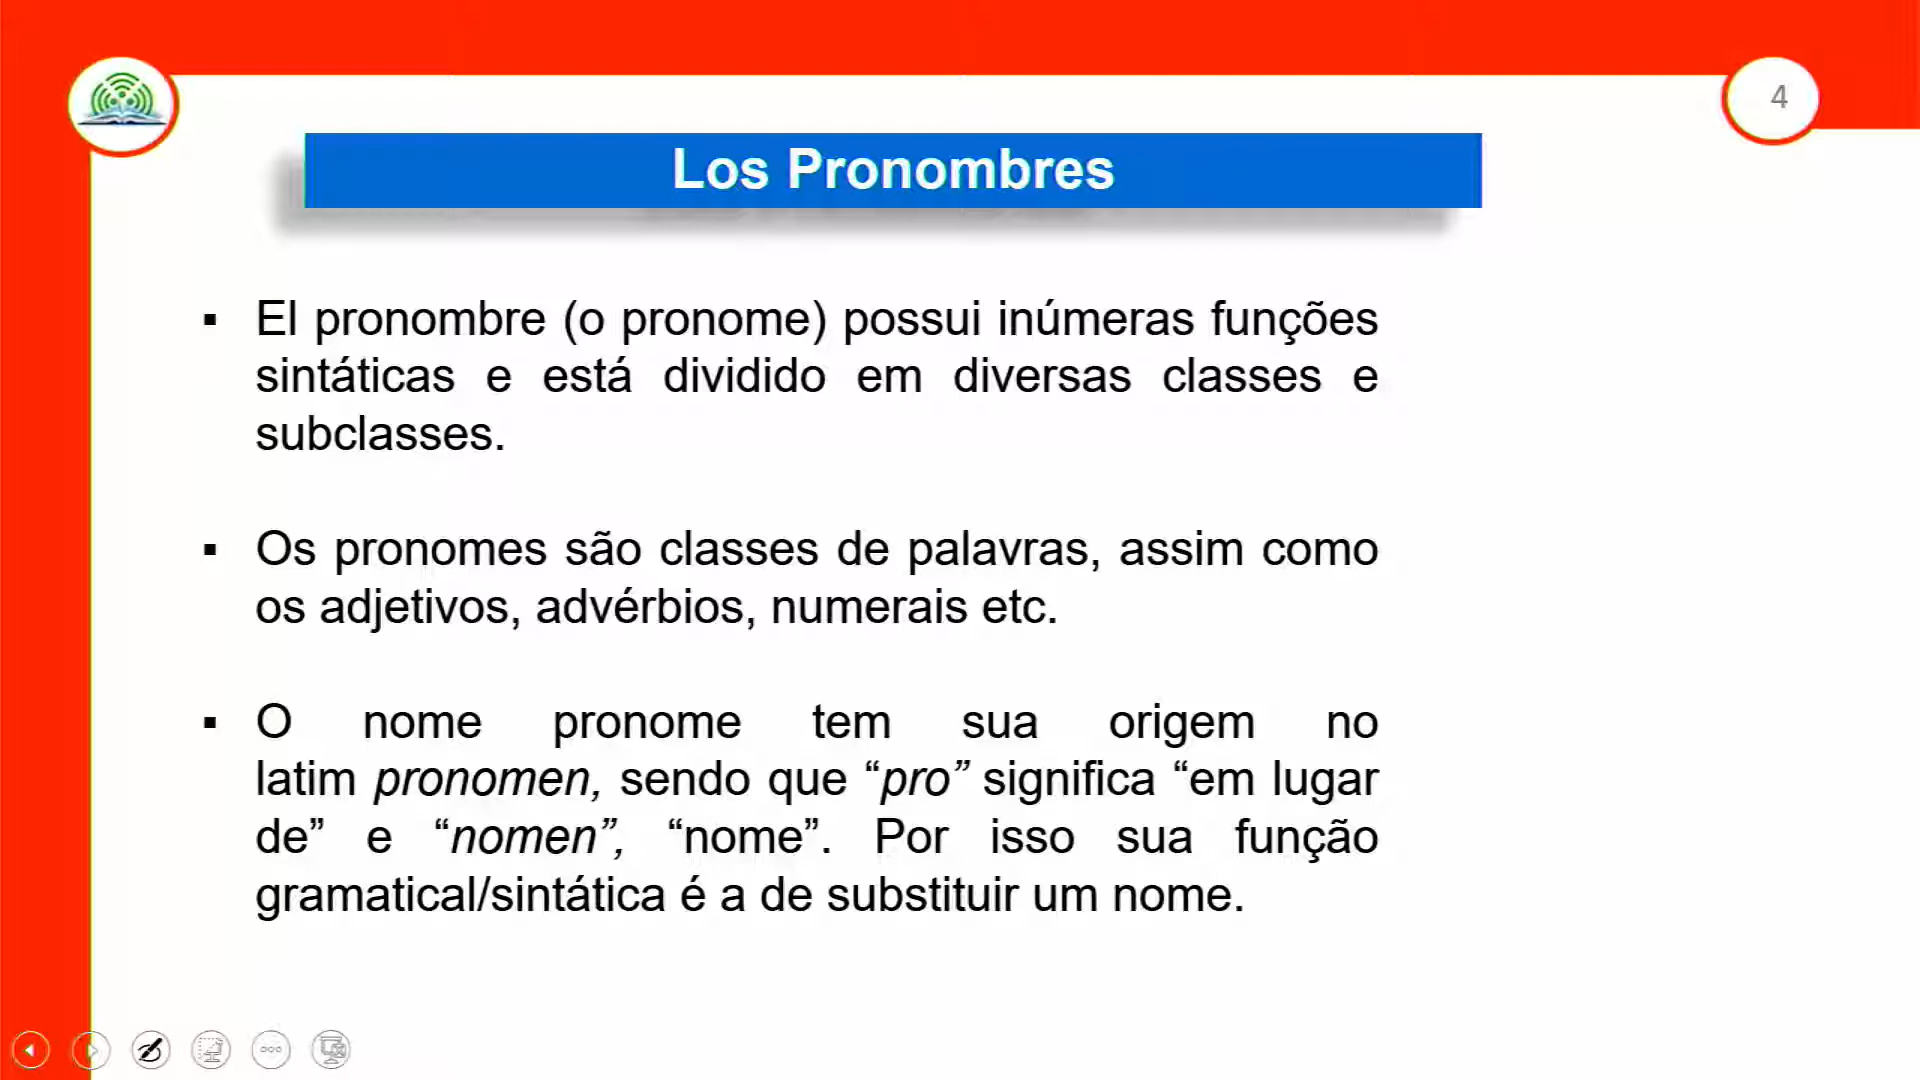 4
Los Pronombres
▪ El pronombre (o pronome) possui inúmeras funções
sintáticas e está dividido em diversas classes e
subclasses.
▪ Os pronomes são classes de palavras, assim como
os adjetivos, advérbios, numerais etc.
▪ O nome pronome tem sua origem no
latim pronomen, sendo que “pro” significa “em lugar
de” e “nomen”, “nome”. Por isso sua função
gramatical/sintática é a de substituir um nome.